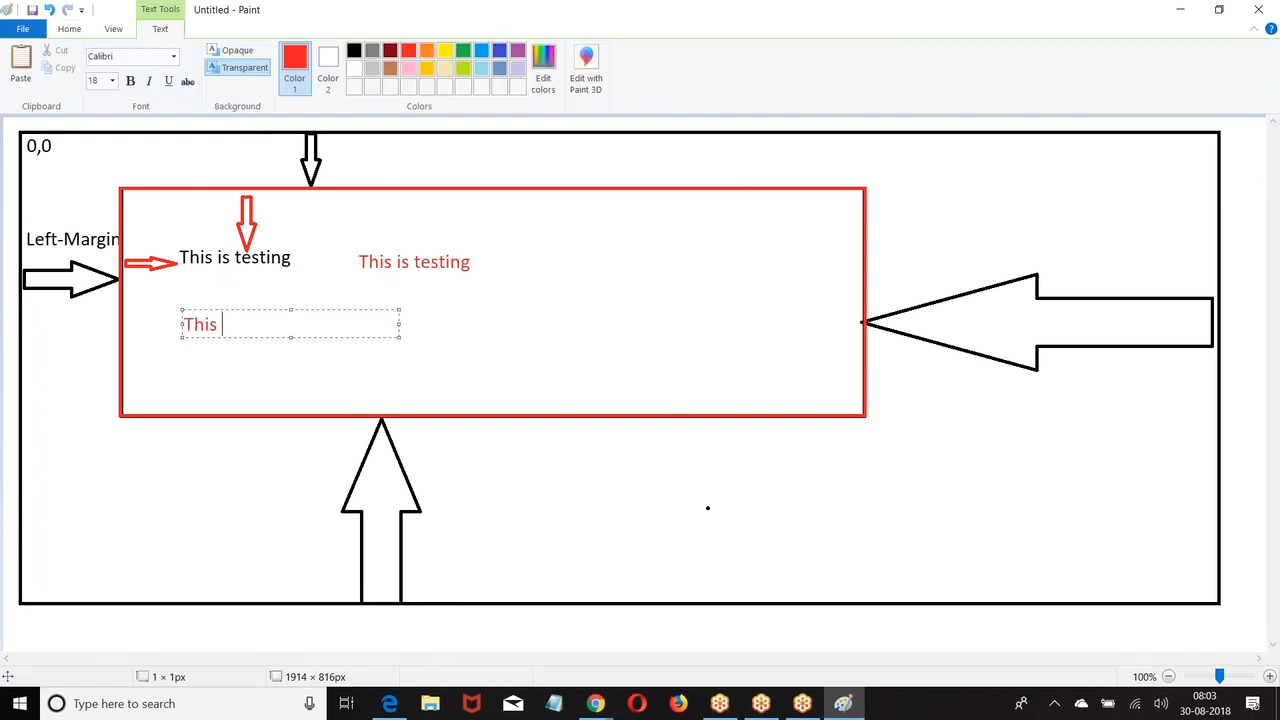 Text Tools
Untitled - Paint
File
Home
View
Text
Paste
Cut
Copy
Clipboard
Calibri
18
B I U abc
Font
A Opaque
A Transparent
Background
Color 1
Color 2
Colors
Edit colors
Edit with Paint 3D
?
0,0
Left-Margin
This is testing
This is testing
This
1 × 1px
1914 × 816px
100%
Type here to search
08:03
30-08-2018